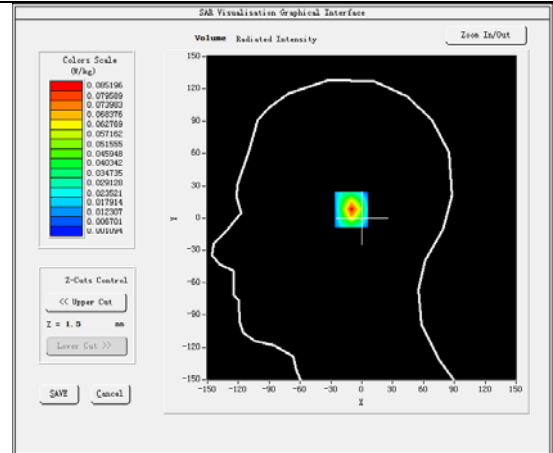 SAR Visualisation Graphical Interface
Volume Radiated Intensity
Zoom In/Out
Colors Scale
(W/kg)
0.085196
0.079589
0.073983
0.068376
0.062769
0.057162
0.051555
0.045948
0.040342
0.034735
0.029128
0.023521
0.017914
0.012307
0.006701
0.001094
Z-Cuts Control
<< Upper Cut
Z = 1.5 mm
Lower Cut >>
SAVE Cancel
150
120
90
60
30
0
-30
-60
-90
-120
-150
Y
-150 -120 -90 -60 -30 0 30 60 90 120 150
X